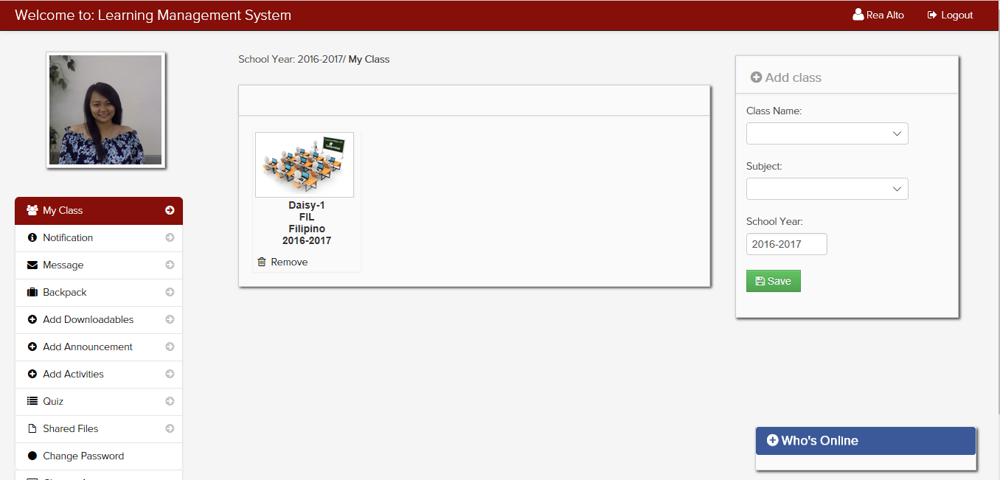 Welcome to: Learning Management System
Rea Alto
Logout
School Year: 2016-2017/ My Class
My Class
Notification
Message
Backpack
Add Downloadables
Add Announcement
Add Activities
Quiz
Shared Files
Change Password
Daisy-1
FIL
Filipino
2016-2017
Remove
Add class
Class Name:
Subject:
School Year:
2016-2017
Save
Who's Online